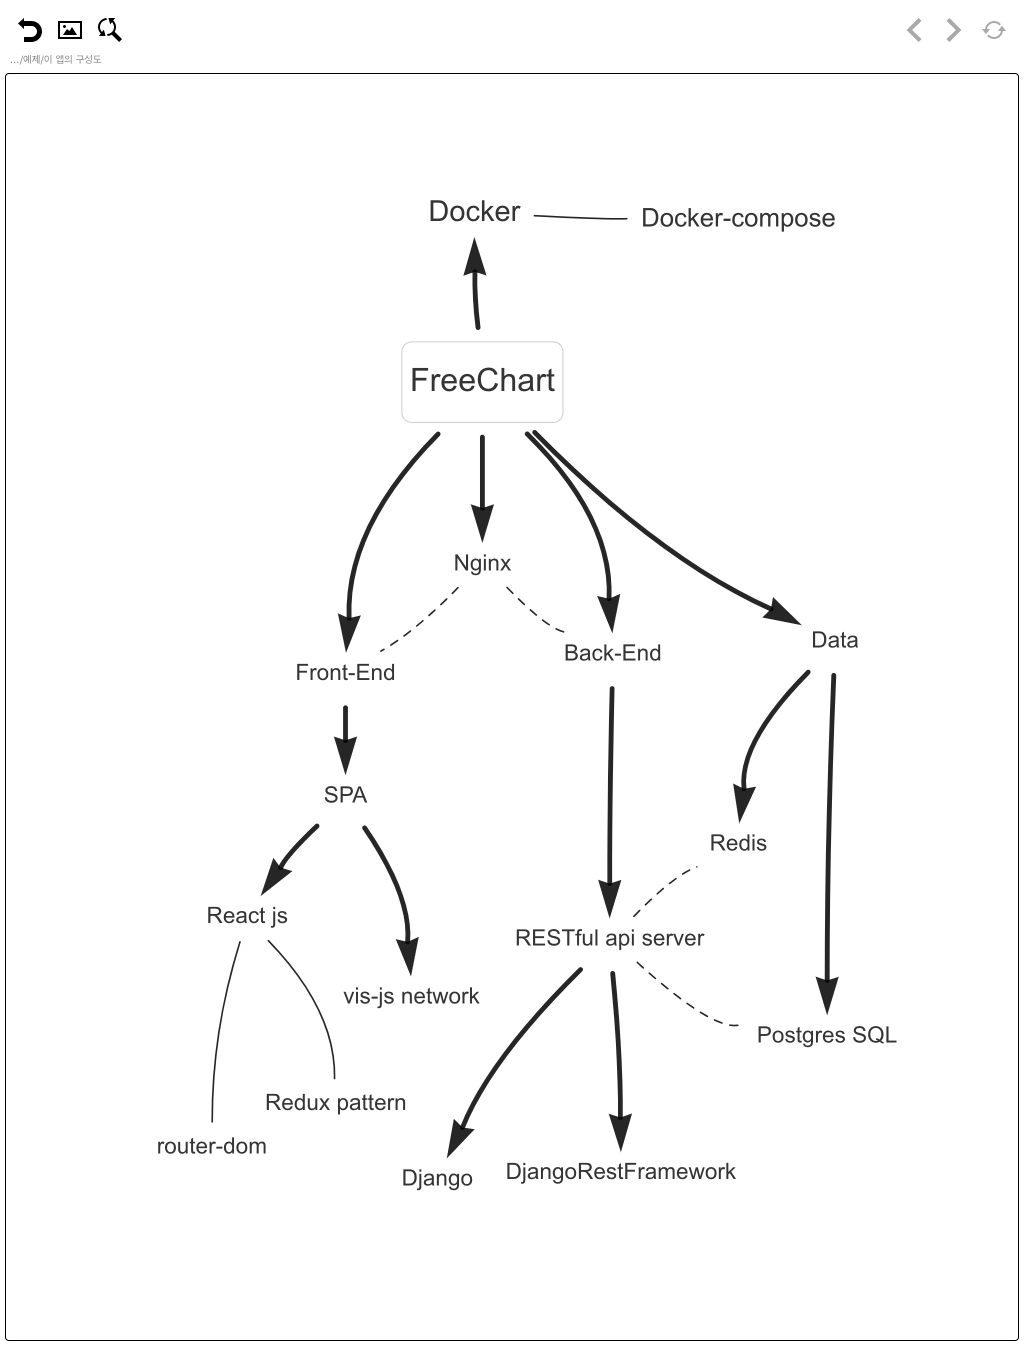 .../예제/이 앱의 구성도
Docker
Docker-compose
FreeChart
Nginx
Data
Back-End
Front-End
SPA
Redis
React js
RESTful api server
vis-js network
Postgres SQL
Redux pattern
router-dom
DjangoRestFramework
Django